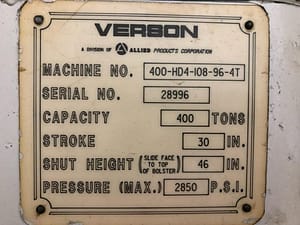 VERSON
A DIVISION OF ALLIED PRODUCTS CORPORATION
MACHINE NO. 400-HD4-108-96-4T
SERIAL NO. 28996
CAPACITY 400 TONS
STROKE 30 IN.
SHUT HEIGHT (SLIDE FACE TO TOP OF BOLSTER) 46 IN.
PRESSURE (MAX.) 2850 P.S.I.